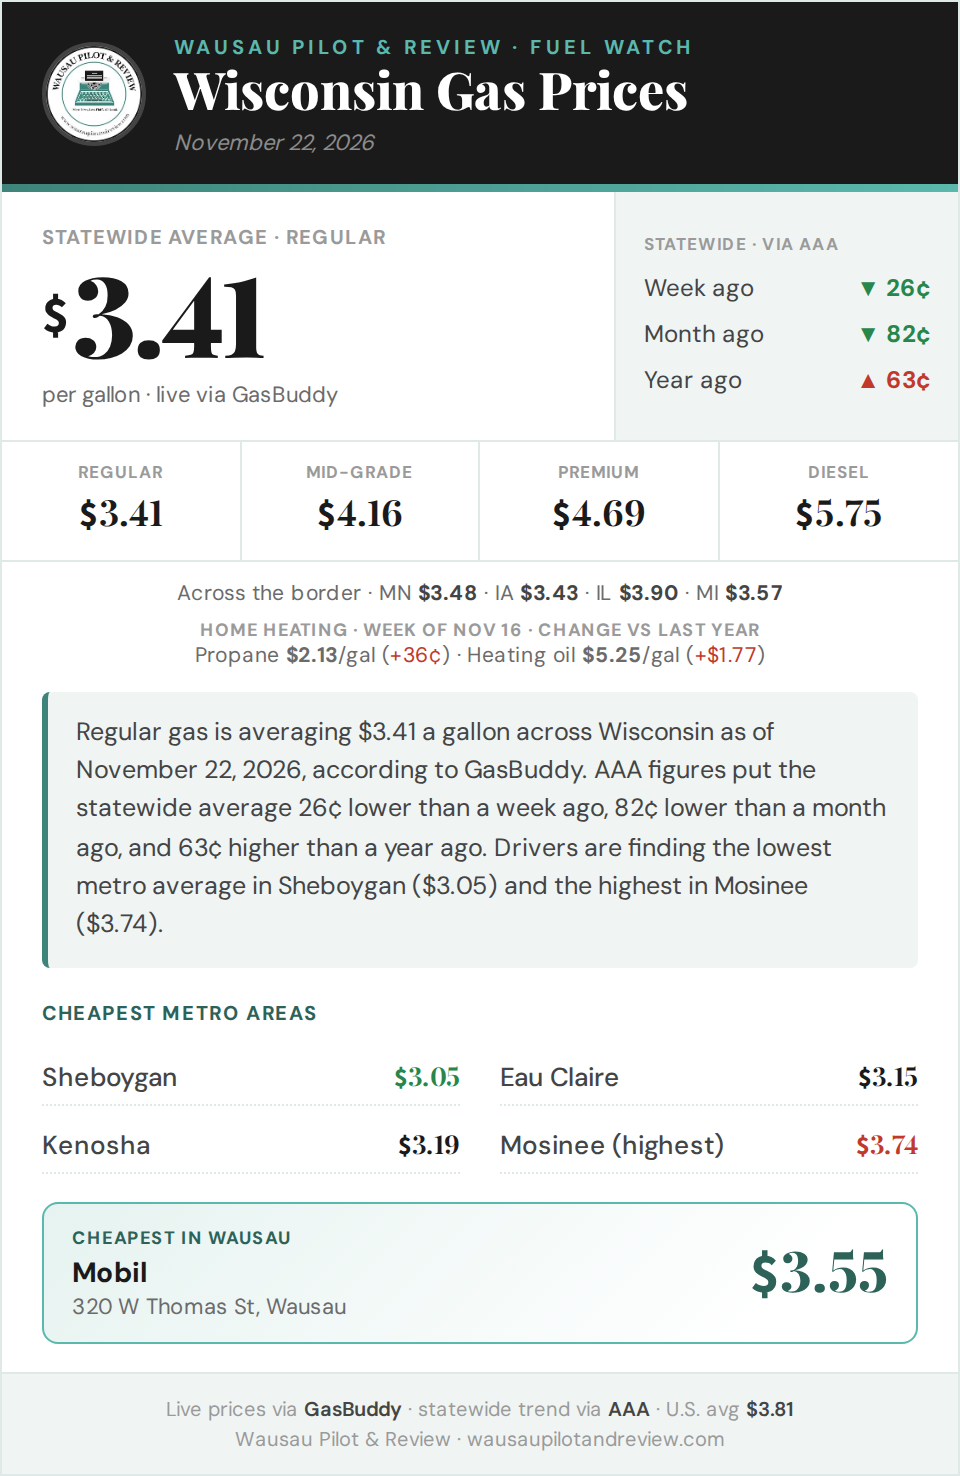 WAUSAU PILOT & REVIEW
www.wausaupilotandreview.com
WAUSAU PILOT & REVIEW · FUEL WATCH
Wisconsin Gas Prices
November 22, 2026
STATEWIDE AVERAGE · REGULAR
$3.41
per gallon · live via GasBuddy
STATEWIDE · VIA AAA
Week ago ▼ 26¢
Month ago ▼ 82¢
Year ago ▲ 63¢
REGULAR
$3.41
MID-GRADE
$4.16
PREMIUM
$4.69
DIESEL
$5.75
Across the border · MN $3.48 · IA $3.43 · IL $3.90 · MI $3.57
HOME HEATING · WEEK OF NOV 16 · CHANGE VS LAST YEAR
Propane $2.13/gal (+36¢) · Heating oil $5.25/gal (+$1.77)
Regular gas is averaging $3.41 a gallon across Wisconsin as of
November 22, 2026, according to GasBuddy. AAA figures put the
statewide average 26¢ lower than a week ago, 82¢ lower than a month
ago, and 63¢ higher than a year ago. Drivers are finding the lowest
metro average in Sheboygan ($3.05) and the highest in Mosinee
($3.74).
CHEAPEST METRO AREAS
Sheboygan $3.05
Eau Claire $3.15
Kenosha $3.19
Mosinee (highest) $3.74
CHEAPEST IN WAUSAU
Mobil
320 W Thomas St, Wausau
$3.55
Live prices via GasBuddy · statewide trend via AAA · U.S. avg $3.81
Wausau Pilot & Review · wausaupilotandreview.com